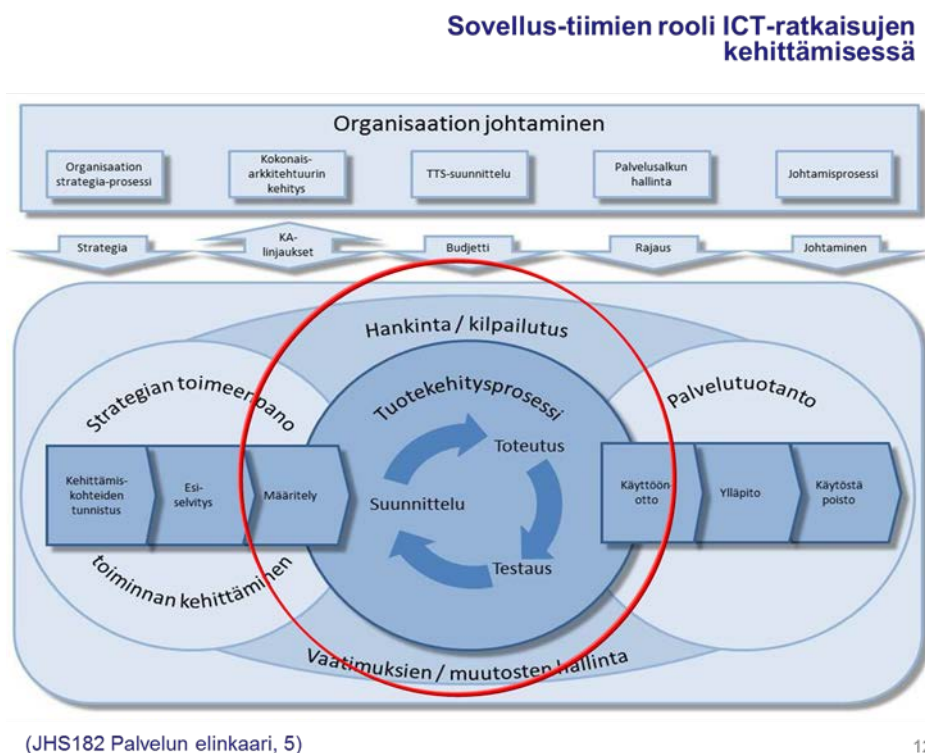 Sovellus-tiimien rooli ICT-ratkaisujen
kehittämisessä
Organisaation johtaminen
Organisaation
strategia-prosessi
Kokonais-
arkkitehtuurin
kehitys
TTS-suunnittelu
Palvelusalkun
hallinta
Johtamisprosessi
Strategia
KA-
linjaukset
Budjetti
Rajaus
Johtaminen
Hankinta / kilpailutus
Strategian toimeenpano
Tuotekehitysprosessi
Palvelutuotanto
Kehittämis-
kohteiden
tunnistus
Esi-
selvitys
Määritely
Suunnittelu
Toteutus
Testaus
Käyttöön-
otto
Ylläpito
Käytöstä
poisto
toiminnan kehittäminen
Vaatimuksien / muutosten hallinta
(JHS182 Palvelun elinkaari, 5)